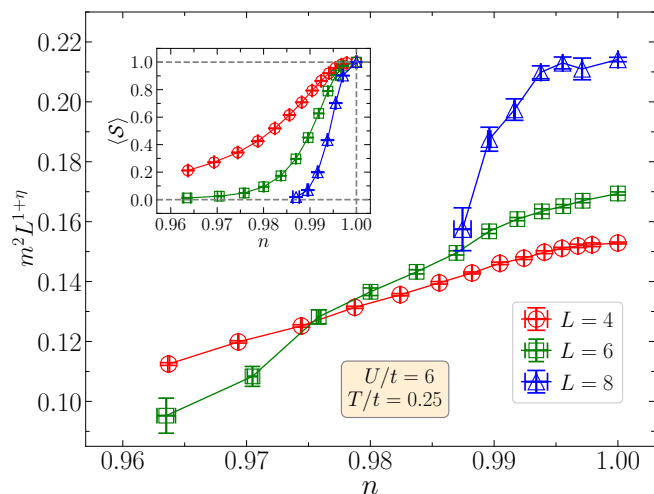 1.0
0.8
0.6
0.4
0.2
0.0
⟨S⟩
0.96 0.97 0.98 0.99 1.00
n
0.22
0.20
0.18
0.16
0.14
0.12
0.10
m²L¹⁺ᵑ
L = 4
L = 6
L = 8
U/t = 6
T/t = 0.25
0.96 0.97 0.98 0.99 1.00
n